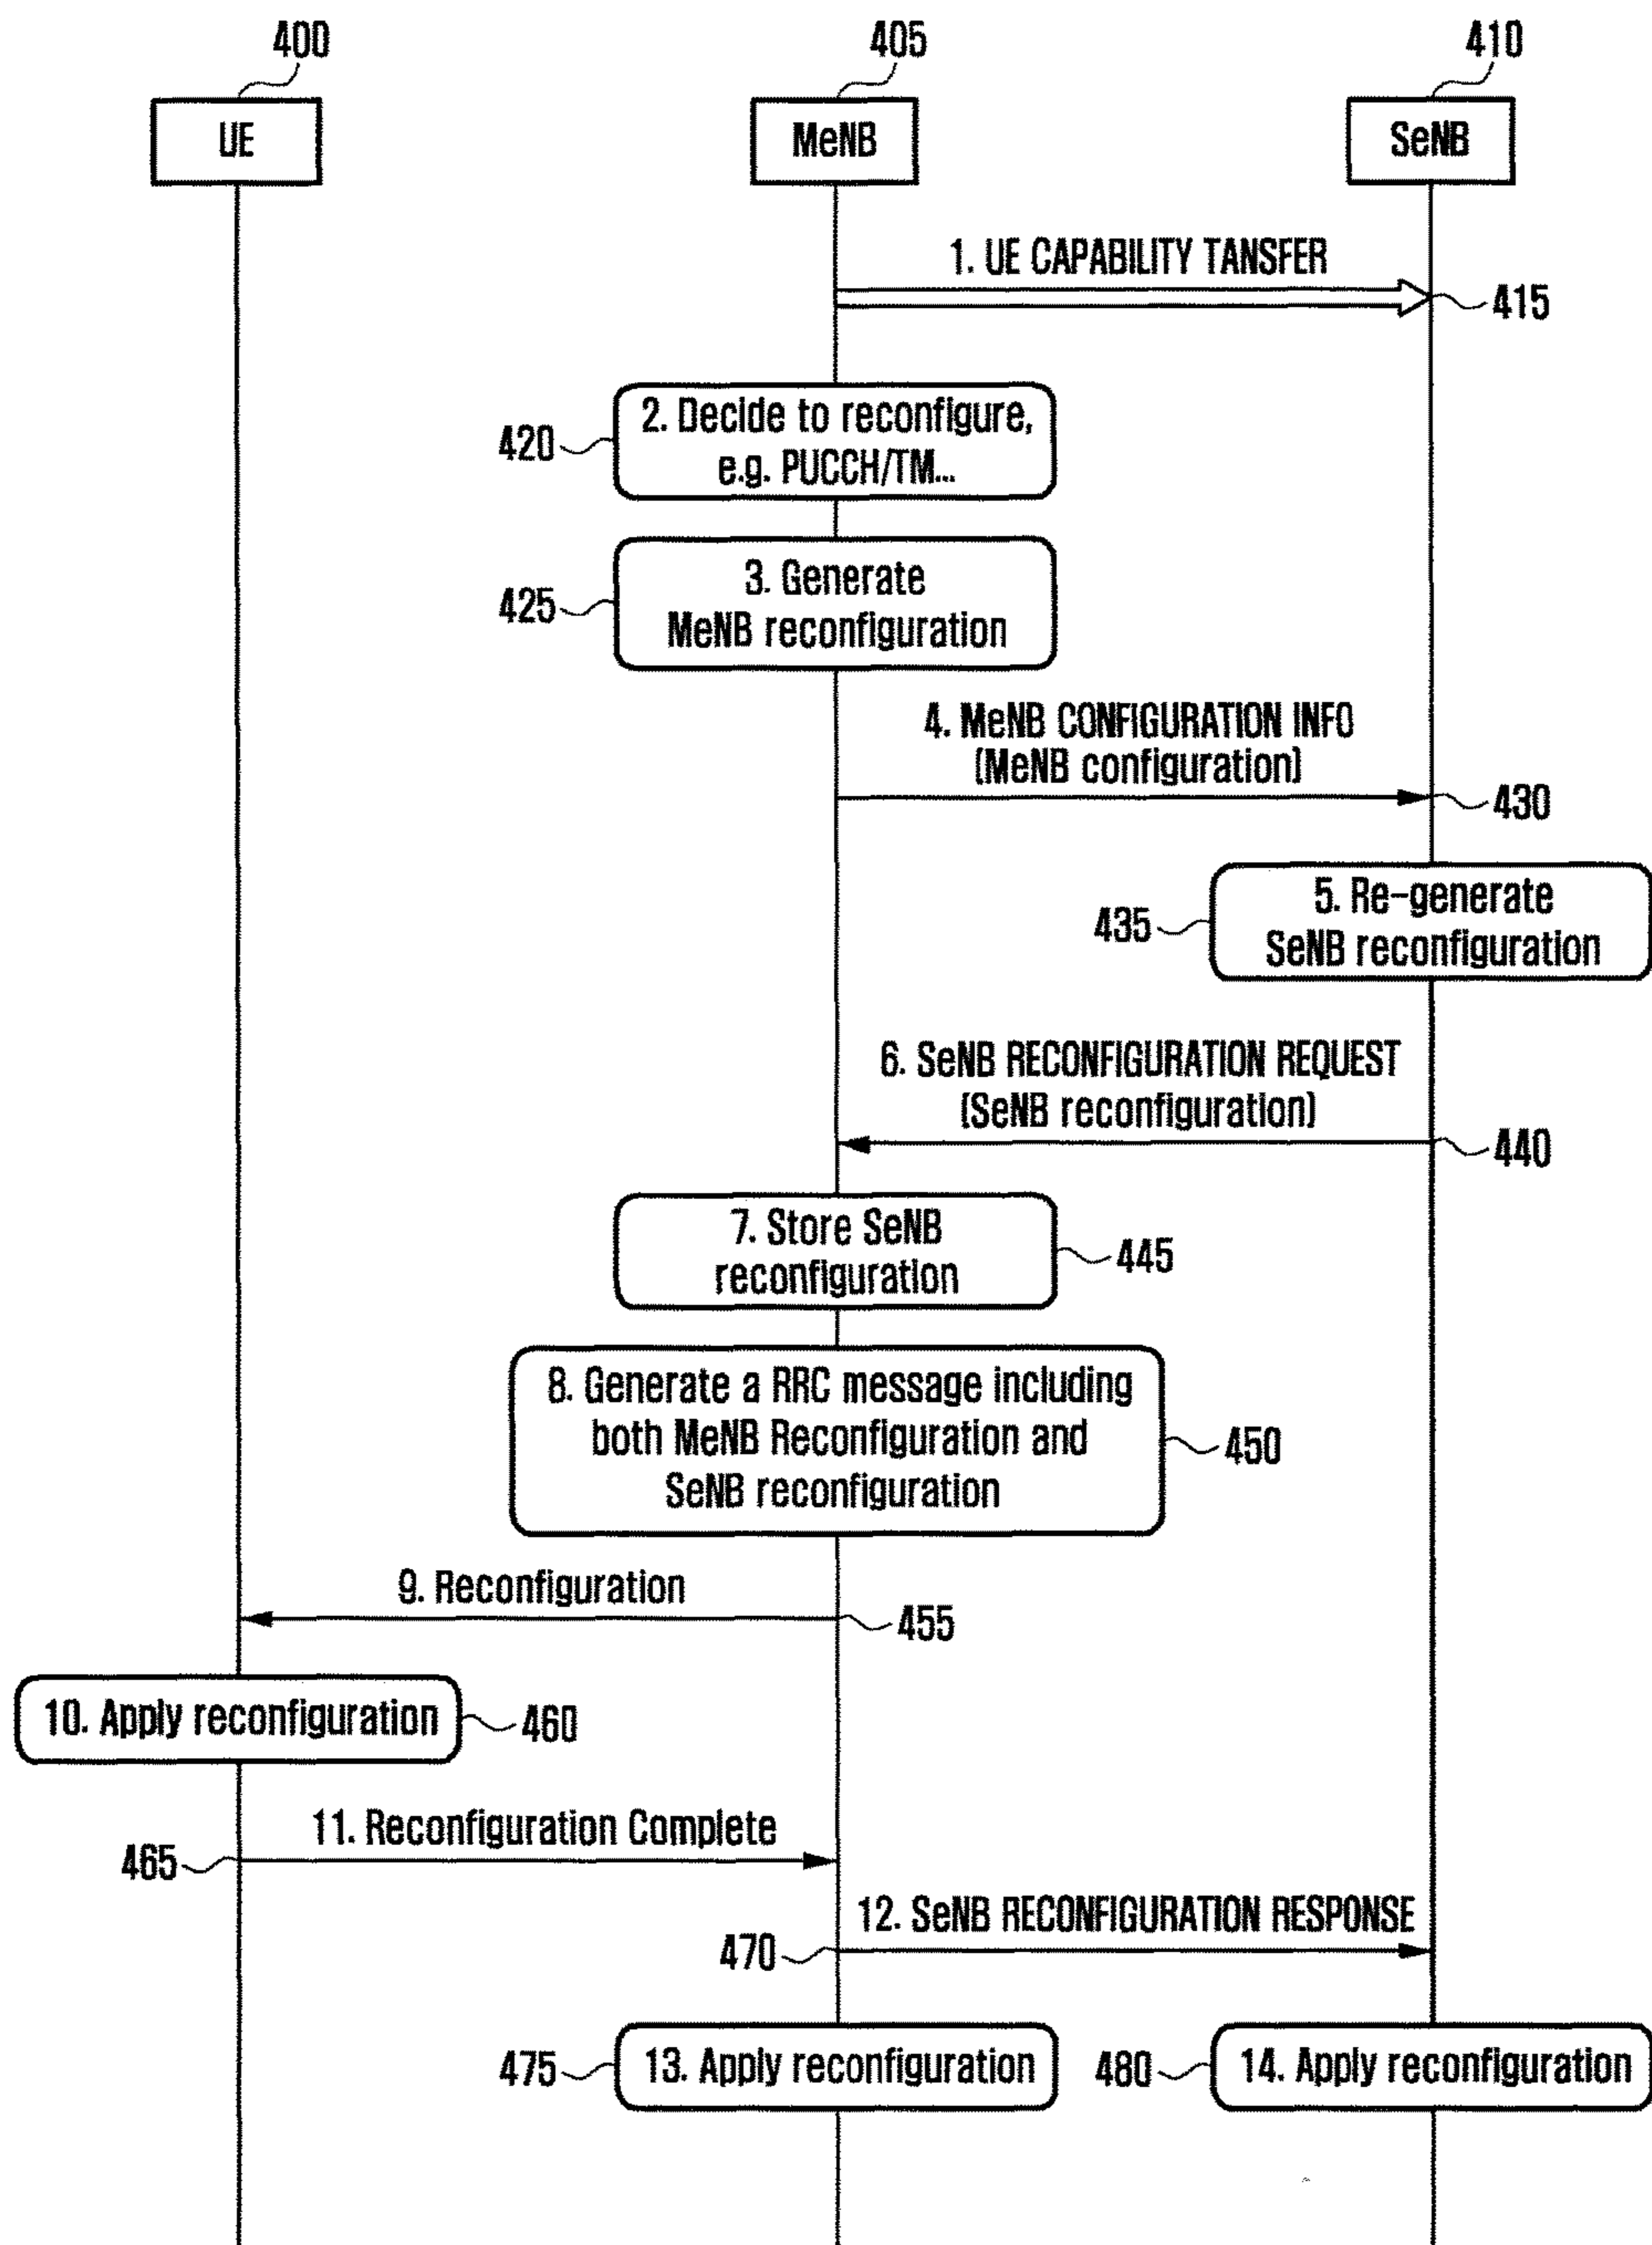 400
405
410
UE
MeNB
SeNB
1. UE CAPABILITY TANSFER
415
2. Decide to reconfigure,
e.g. PUCCH/TM...
420
3. Generate
MeNB reconfiguration
425
4. MeNB CONFIGURATION INFO
(MeNB configuration)
430
5. Re-generate
SeNB reconfiguration
435
6. SeNB RECONFIGURATION REQUEST
(SeNB reconfiguration)
440
7. Store SeNB
reconfiguration
445
8. Generate a RRC message including
both MeNB Reconfiguration and
SeNB reconfiguration
450
9. Reconfiguration
455
10. Apply reconfiguration
460
11. Reconfiguration Complete
465
12. SeNB RECONFIGURATION RESPONSE
470
475
13. Apply reconfiguration
480
14. Apply reconfiguration